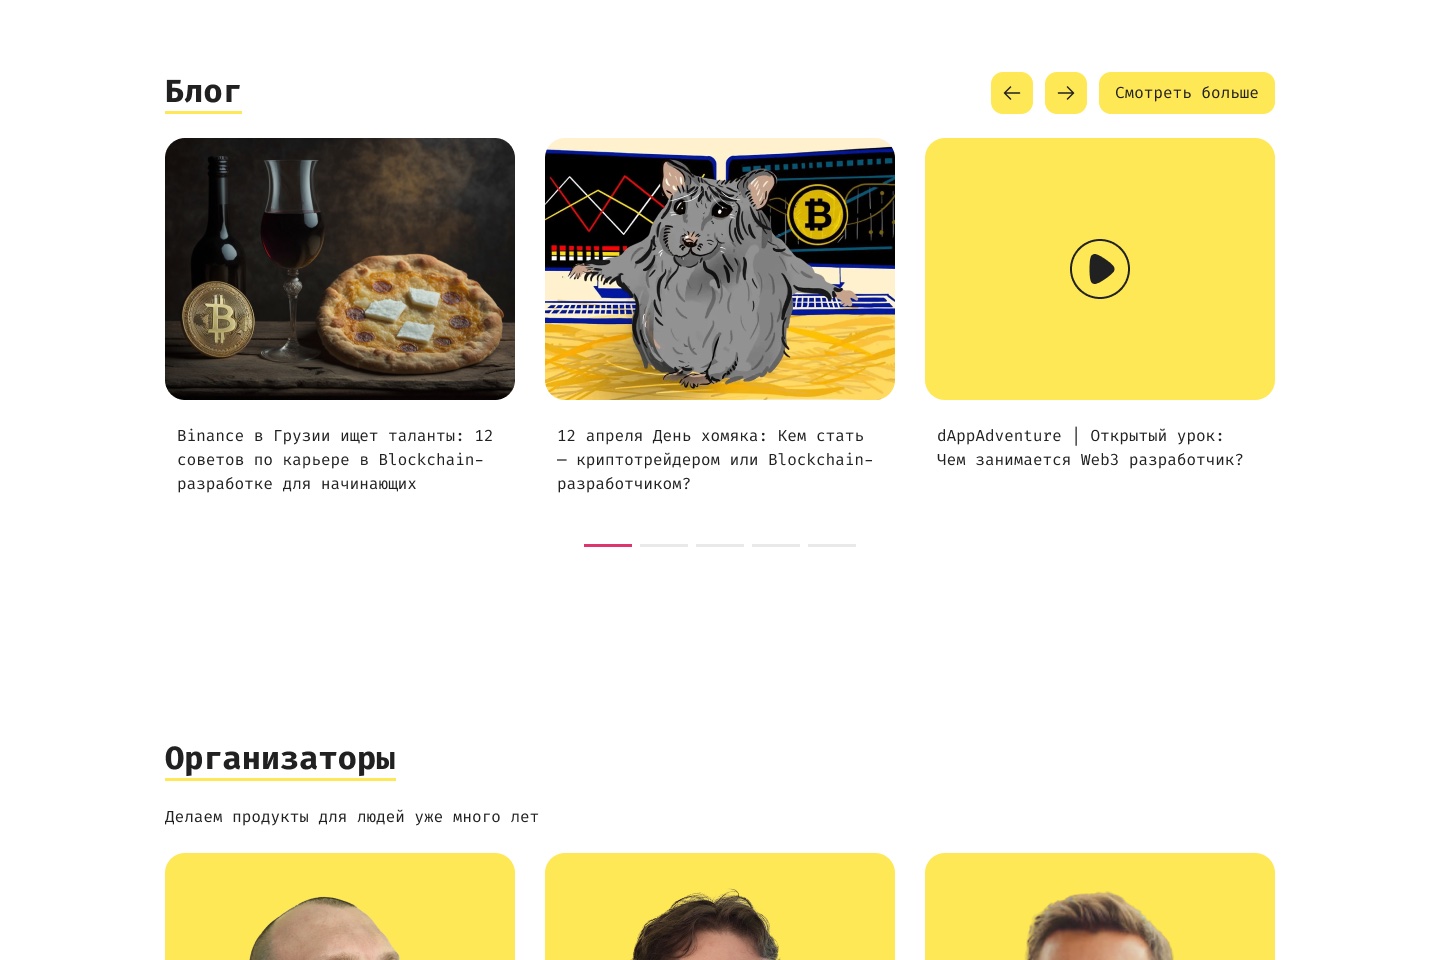 Блог
Смотреть больше
Binance в Грузии ищет таланты: 12
советов по карьере в Blockchain-
разработке для начинающих
12 апреля День хомяка: Кем стать
— криптотрейдером или Blockchain-
разработчиком?
dAppAdventure | Открытый урок:
Чем занимается Web3 разработчик?
Организаторы
Делаем продукты для людей уже много лет